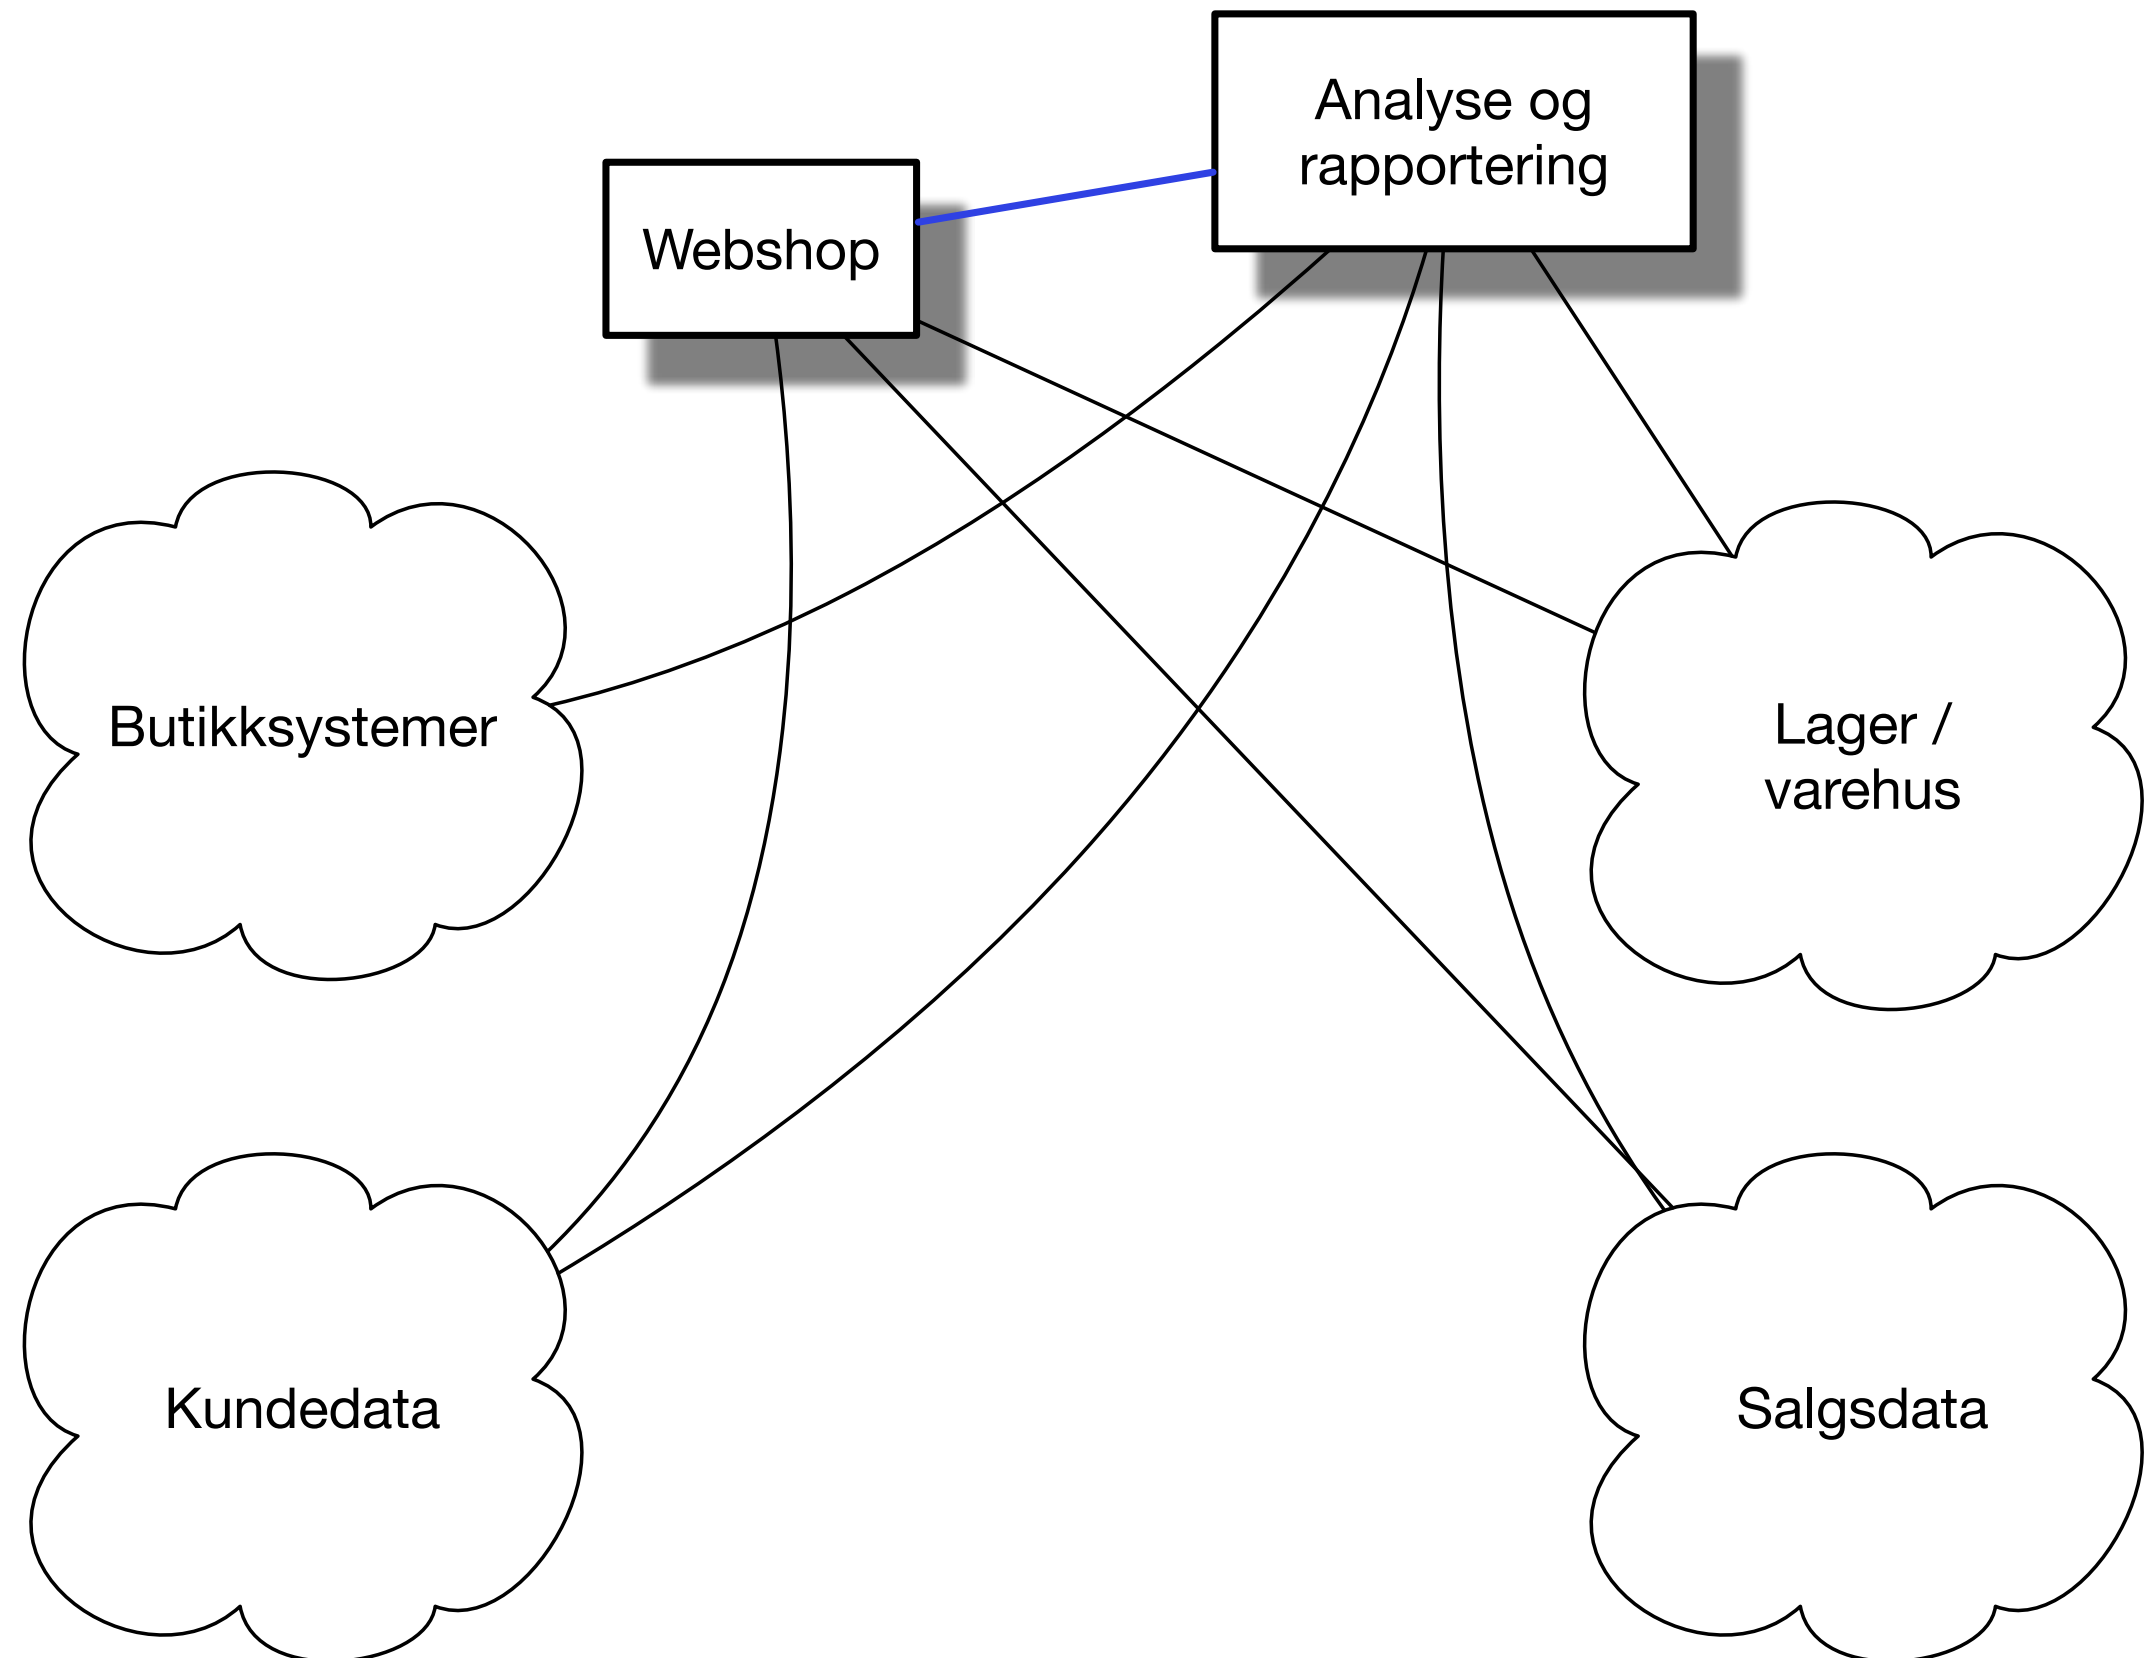 Analyse og
rapportering
Webshop
Butikksystemer
Lager /
varehus
Kundedata
Salgsdata